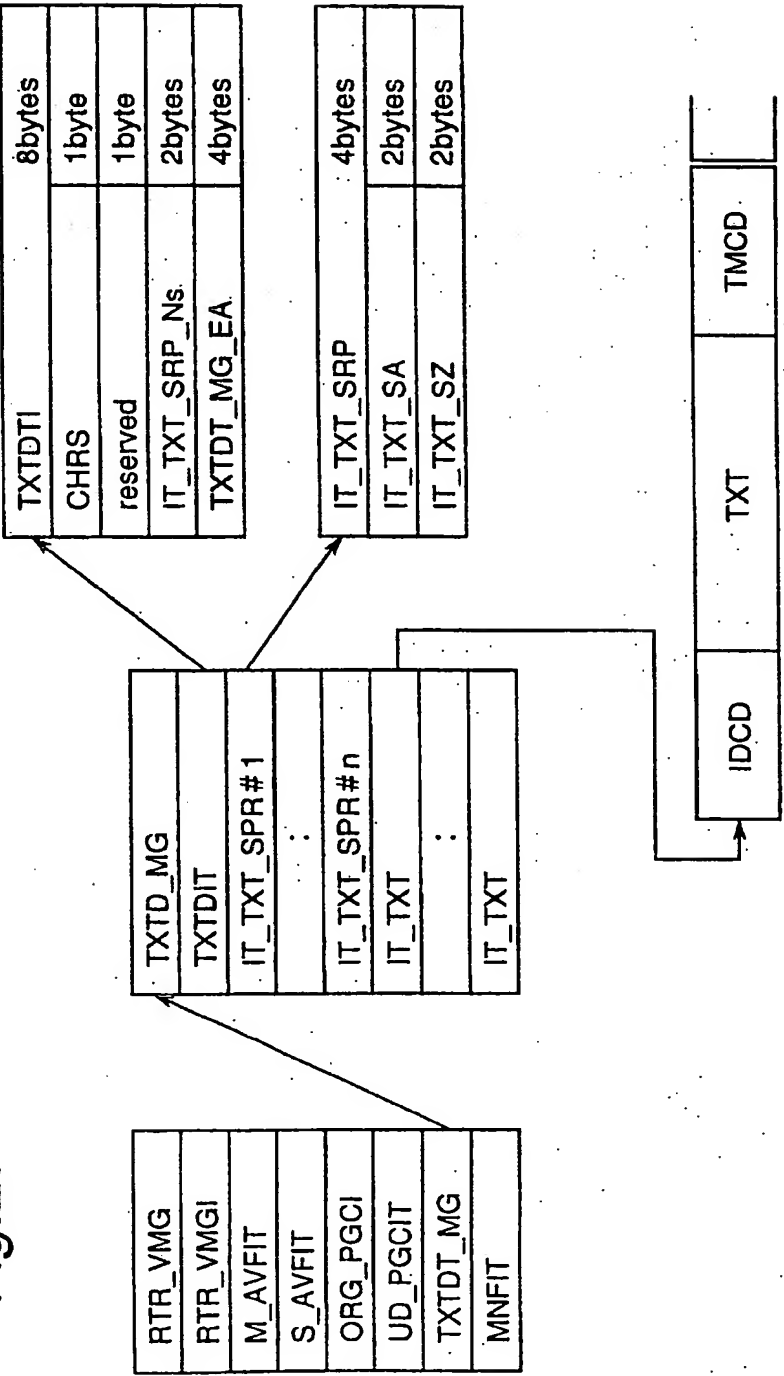 RTR_VMG
RTR_VMGI
M_AVFIT
S_AVFIT
ORG_PGCI
UD_PGCIT
TXTDT_MG
MNFIT
TXTD_MG
TXTDIT
IT_TXT_SPR#1
:
IT_TXT_SPR#n
IT_TXT
:
IT_TXT
TXTDTI 8bytes
CHRS 1byte
reserved 1byte
IT_TXT_SRP_Ns 2bytes
TXTDT_MG_EA 4bytes
IT_TXT_SRP 4bytes
IT_TXT_SA 2bytes
IT_TXT_SZ 2bytes
IDCD TXT TMCD